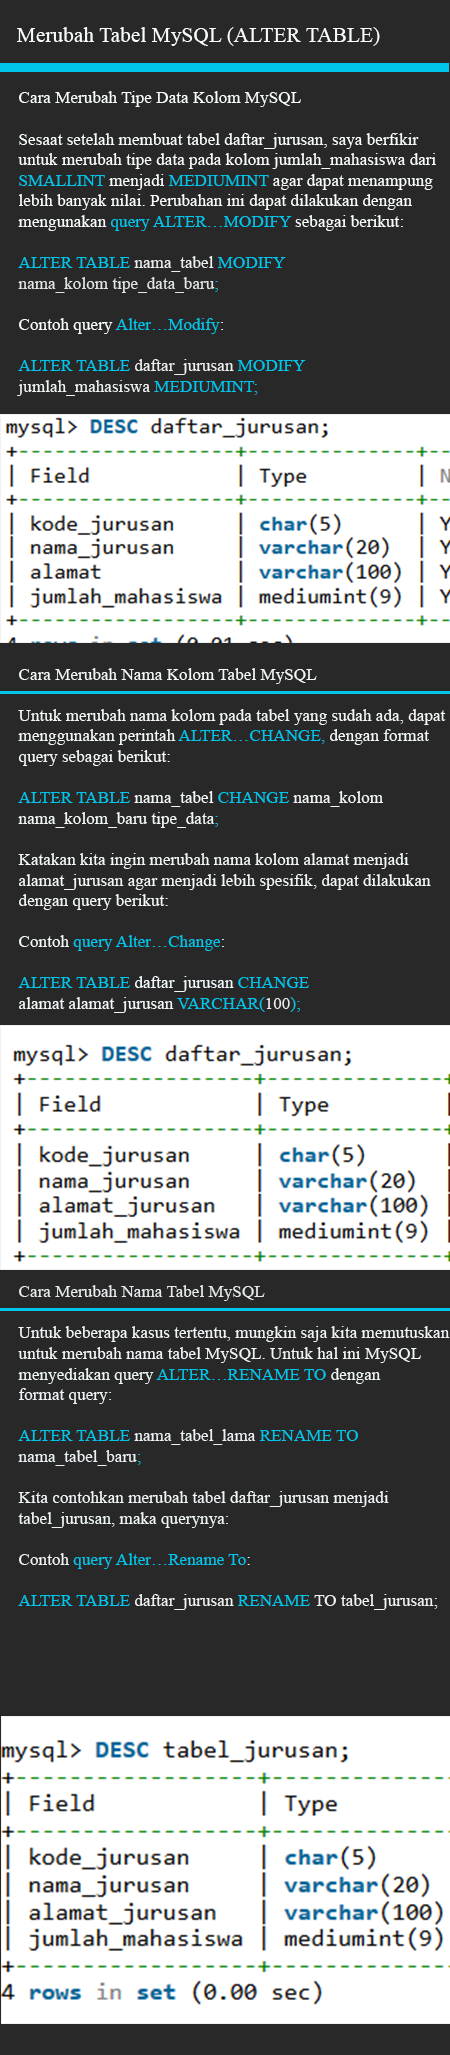 Merubah Tabel MySQL (ALTER TABLE)
Cara Merubah Tipe Data Kolom MySQL
Sesaat setelah membuat tabel daftar_jurusan, saya berfikir
untuk merubah tipe data pada kolom jumlah_mahasiswa dari
SMALLINT menjadi MEDIUMINT agar dapat menampung
lebih banyak nilai. Perubahan ini dapat dilakukan dengan
mengunakan query ALTER…MODIFY sebagai berikut:
ALTER TABLE nama_tabel MODIFY
nama_kolom tipe_data_baru;
Contoh query Alter…Modify:
ALTER TABLE daftar_jurusan MODIFY
jumlah_mahasiswa MEDIUMINT;
mysql> DESC daftar_jurusan;
+------------------+--------------+--
| Field | Type | N
+------------------+--------------+--
| kode_jurusan | char(5) | Y
| nama_jurusan | varchar(20) | Y
| alamat | varchar(100) | Y
| jumlah_mahasiswa | mediumint(9) | Y
+------------------+--------------+--
4 rows in set (0.01 sec)
Cara Merubah Nama Kolom Tabel MySQL
Untuk merubah nama kolom pada tabel yang sudah ada, dapat
menggunakan perintah ALTER…CHANGE, dengan format
query sebagai berikut:
ALTER TABLE nama_tabel CHANGE nama_kolom
nama_kolom_baru tipe_data;
Katakan kita ingin merubah nama kolom alamat menjadi
alamat_jurusan agar menjadi lebih spesifik, dapat dilakukan
dengan query berikut:
Contoh query Alter…Change:
ALTER TABLE daftar_jurusan CHANGE
alamat alamat_jurusan VARCHAR(100);
mysql> DESC daftar_jurusan;
+------------------+--------------+
| Field | Type |
+------------------+--------------+
| kode_jurusan | char(5) |
| nama_jurusan | varchar(20) |
| alamat_jurusan | varchar(100) |
| jumlah_mahasiswa | mediumint(9) |
+------------------+--------------+
Cara Merubah Nama Tabel MySQL
Untuk beberapa kasus tertentu, mungkin saja kita memutuskan
untuk merubah nama tabel MySQL. Untuk hal ini MySQL
menyediakan query ALTER…RENAME TO dengan
format query:
ALTER TABLE nama_tabel_lama RENAME TO
nama_tabel_baru;
Kita contohkan merubah tabel daftar_jurusan menjadi
tabel_jurusan, maka querynya:
Contoh query Alter…Rename To:
ALTER TABLE daftar_jurusan RENAME TO tabel_jurusan;
mysql> DESC tabel_jurusan;
+------------------+-------------
| Field | Type
+------------------+-------------
| kode_jurusan | char(5)
| nama_jurusan | varchar(20)
| alamat_jurusan | varchar(100)
| jumlah_mahasiswa | mediumint(9)
+------------------+-------------
4 rows in set (0.00 sec)